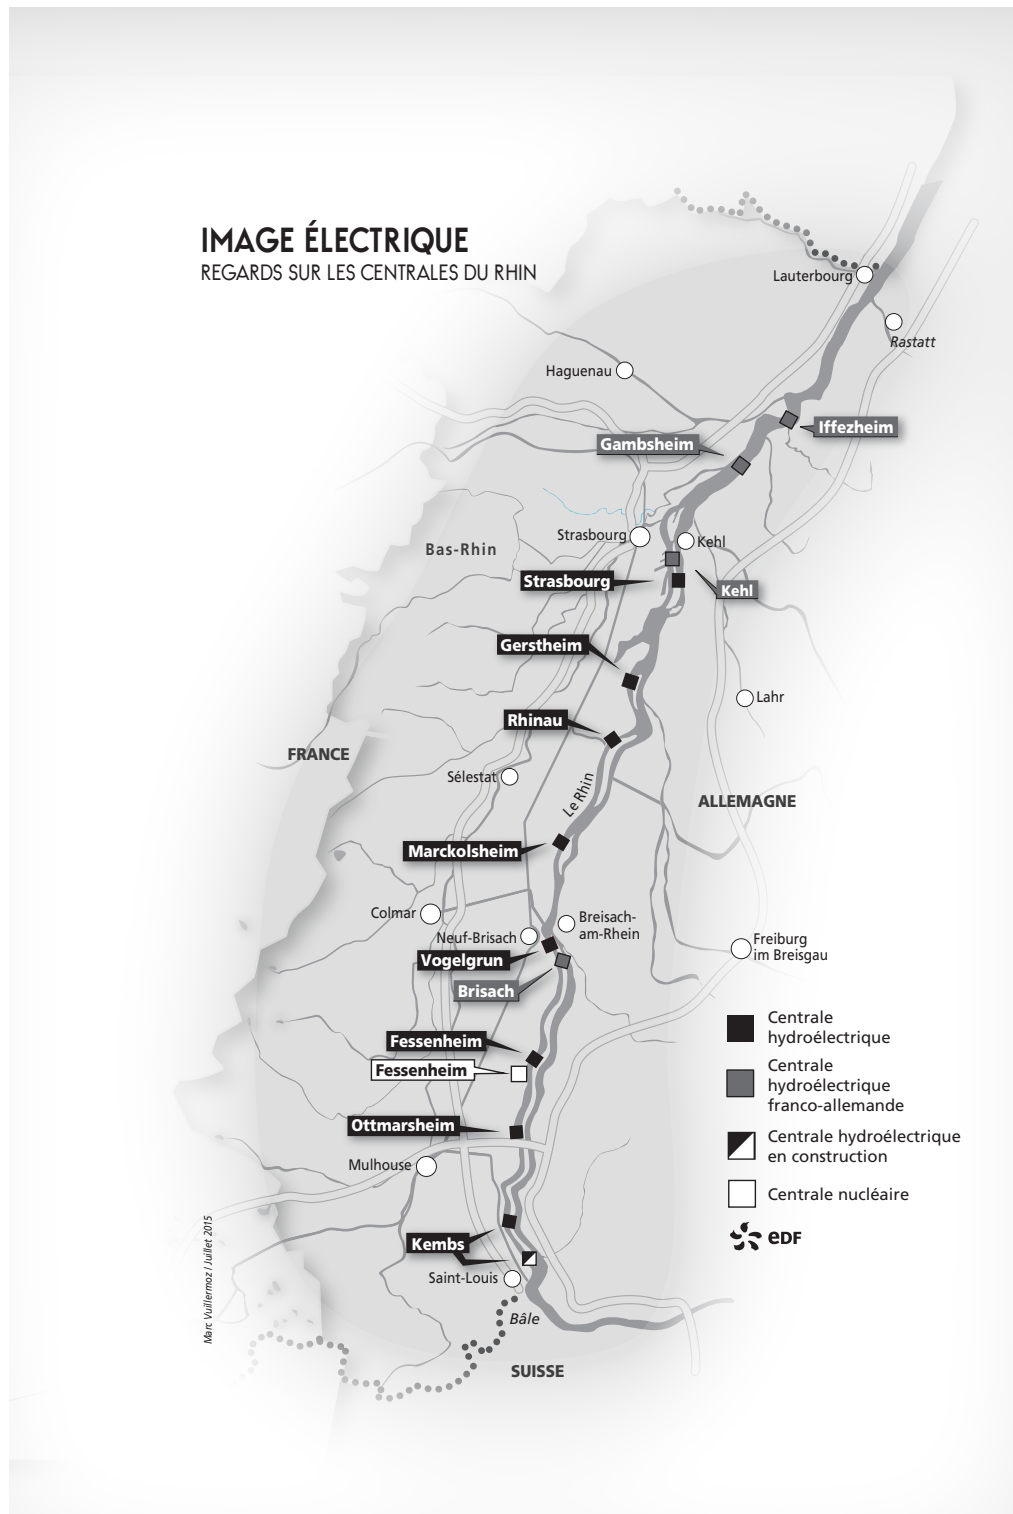 IMAGE ÉLECTRIQUE
REGARDS SUR LES CENTRALES DU RHIN
Lauterbourg
Rastatt
Haguenau
Iffezheim
Gambsheim
Strasbourg
Kehl
Bas-Rhin
Strasbourg
Kehl
Gerstheim
Lahr
Rhinau
FRANCE
Sélestat
Le Rhin
ALLEMAGNE
Marckolsheim
Colmar
Breisach-
am-Rhein
Neuf-Brisach
Freiburg
im Breisgau
Vogelgrun
Brisach
Fessenheim
Fessenheim
Ottmarsheim
Mulhouse
Kembs
Saint-Louis
Bâle
SUISSE
Centrale
hydroélectrique
Centrale
hydroélectrique
franco-allemande
Centrale hydroélectrique
en construction
Centrale nucléaire
eDF
Marc Vuillermoz / Juillet 2015